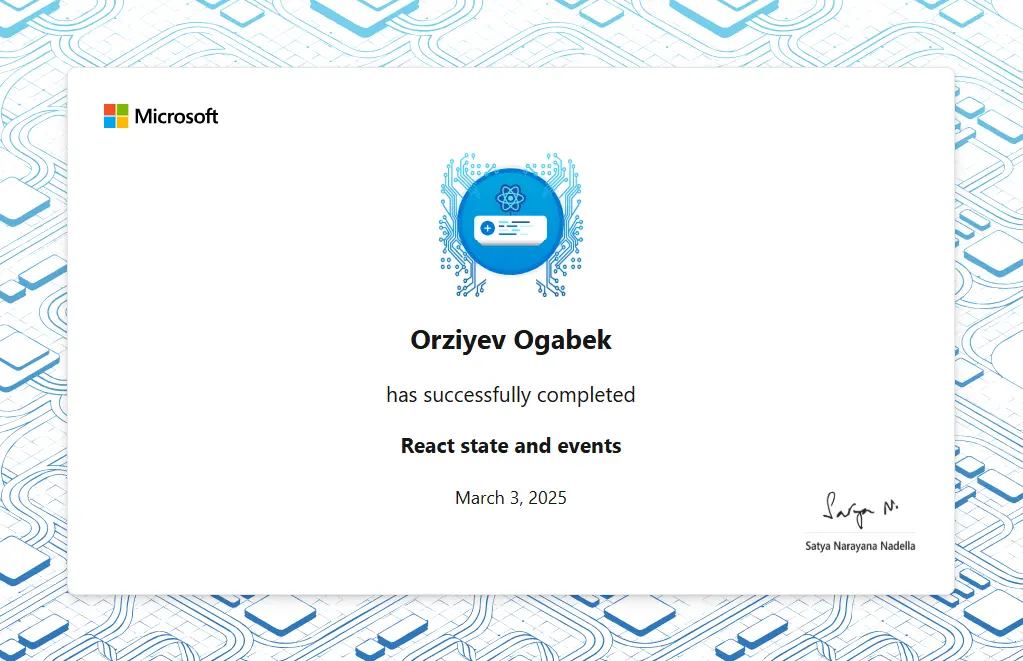 Microsoft
Orziyev Ogabek
has successfully completed
React state and events
March 3, 2025
Satya N.
Satya Narayana Nadella